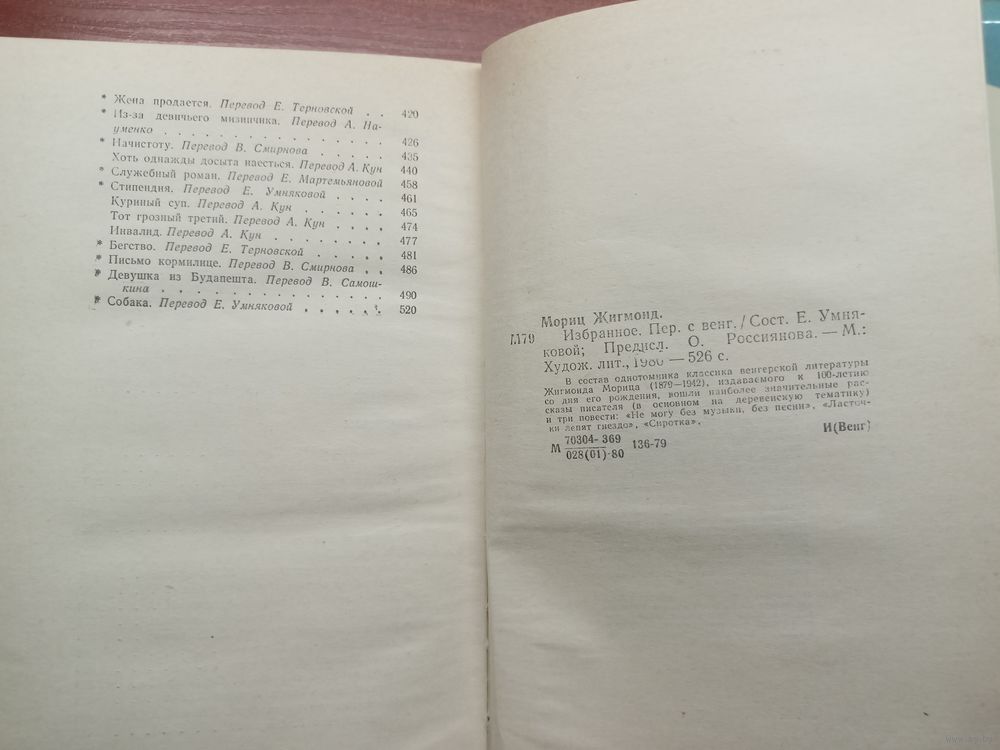 * Жена продается. Перевод Е. Терновской . . 420
* Из-за девичьего мизинчика. Перевод А. На-
уменко . . . . . . . . . . . . . . . 426
* Начистоту. Перевод В. Смирнова . . . . . 435
Хоть однажды досыта наесться. Перевод А. Кун 440
* Служебный роман. Перевод Е. Мартемьяновой 458
* Стипендия. Перевод Е. Умняковой . . . . 461
Куриный суп. Перевод А. Кун . . . . . . 465
Тот грозный третий. Перевод А. Кун . . . . 474
Инвалид. Перевод А. Кун . . . . . . . . 477
* Бегство. Перевод Е. Терновской . . . . . 481
* Письмо кормилице. Перевод В. Смирнова . . 486
* Девушка из Будапешта. Перевод В. Самош-
кина . . . . . . . . . . . . . . . . 490
* Собака. Перевод Е. Умняковой . . . . . . 520
Мориц Жигмонд.
М79 Избранное. Пер. с венг. / Сост. Е. Умня-
ковой; Предисл. О. Россиянова. — М.:
Худож. лит., 1980 — 526 с.
В состав однотомника классика венгерской литературы
Жигмонда Морица (1879—1942), издаваемого к 100-летию
со дня его рождения, вошли наиболее значительные рас-
сказы писателя (в основном на деревенскую тематику)
и три повести: «Не могу без музыки, без песни», «Ласточ-
ки лепят гнездо», «Сиротка».
М 70304-369 136-79 И(Венг)
028(01)-80